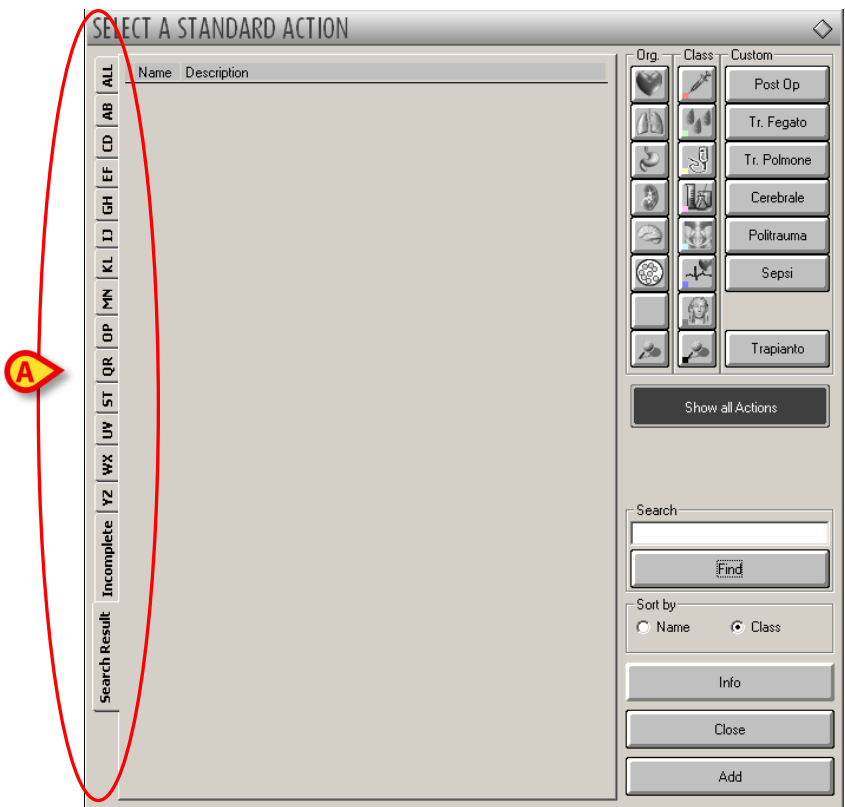 SELECT A STANDARD ACTION
ALL
AB
CD
EF
GH
IJ
KL
MN
OP
QR
ST
UV
WX
YZ
Incomplete
Search Result
A
Name Description
Org. Class Custom
Post Op
Tr. Fegato
Tr. Polmone
Cerebrale
Politrauma
Sepsi
Trapianto
Show all Actions
Search
Find
Sort by
Name Class
Info
Close
Add